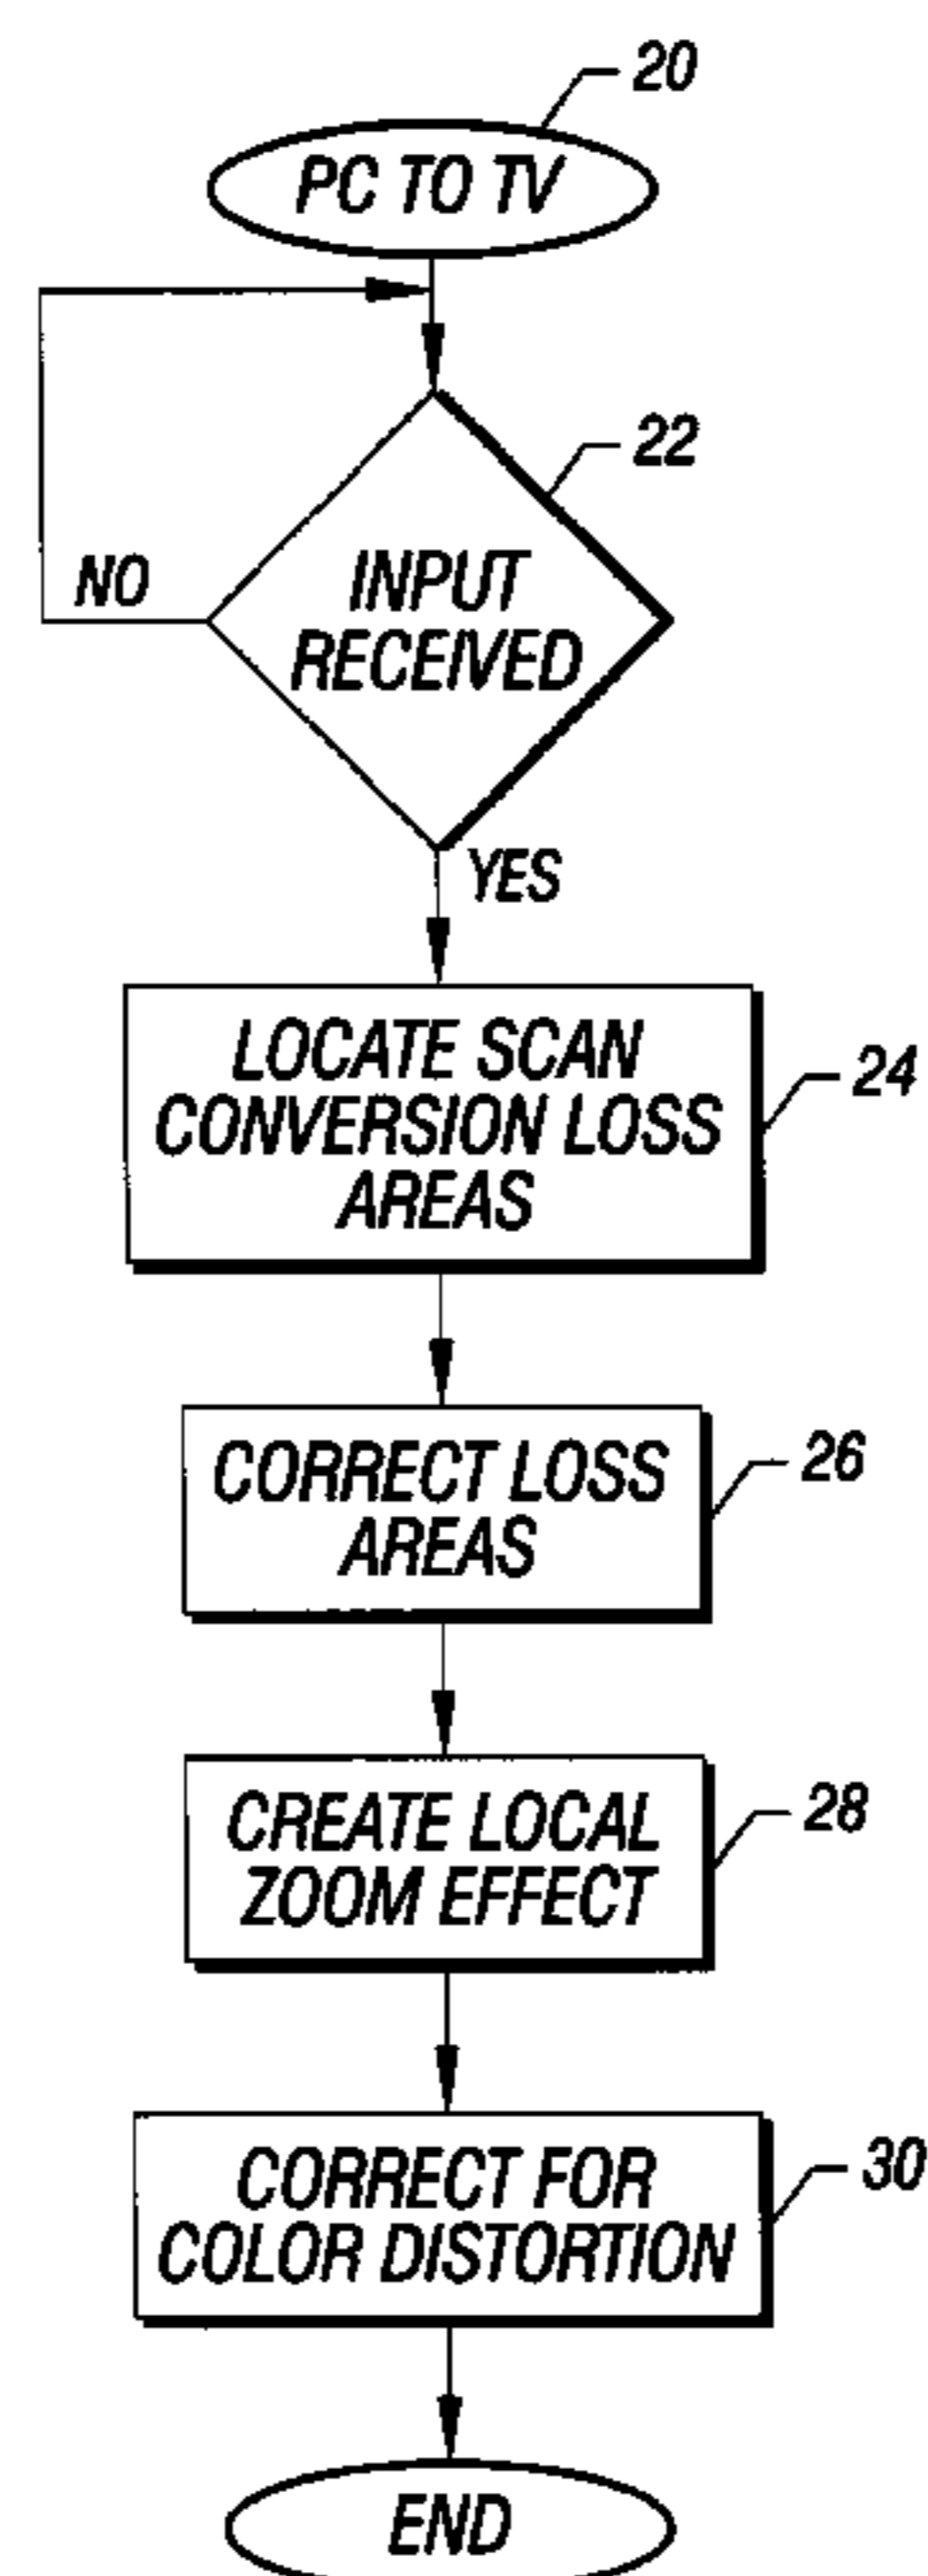 20
PC TO TV
22
INPUT
RECEIVED
NO
YES
LOCATE SCAN
CONVERSION LOSS
AREAS
24
CORRECT LOSS
AREAS
26
CREATE LOCAL
ZOOM EFFECT
28
CORRECT FOR
COLOR DISTORTION
30
END